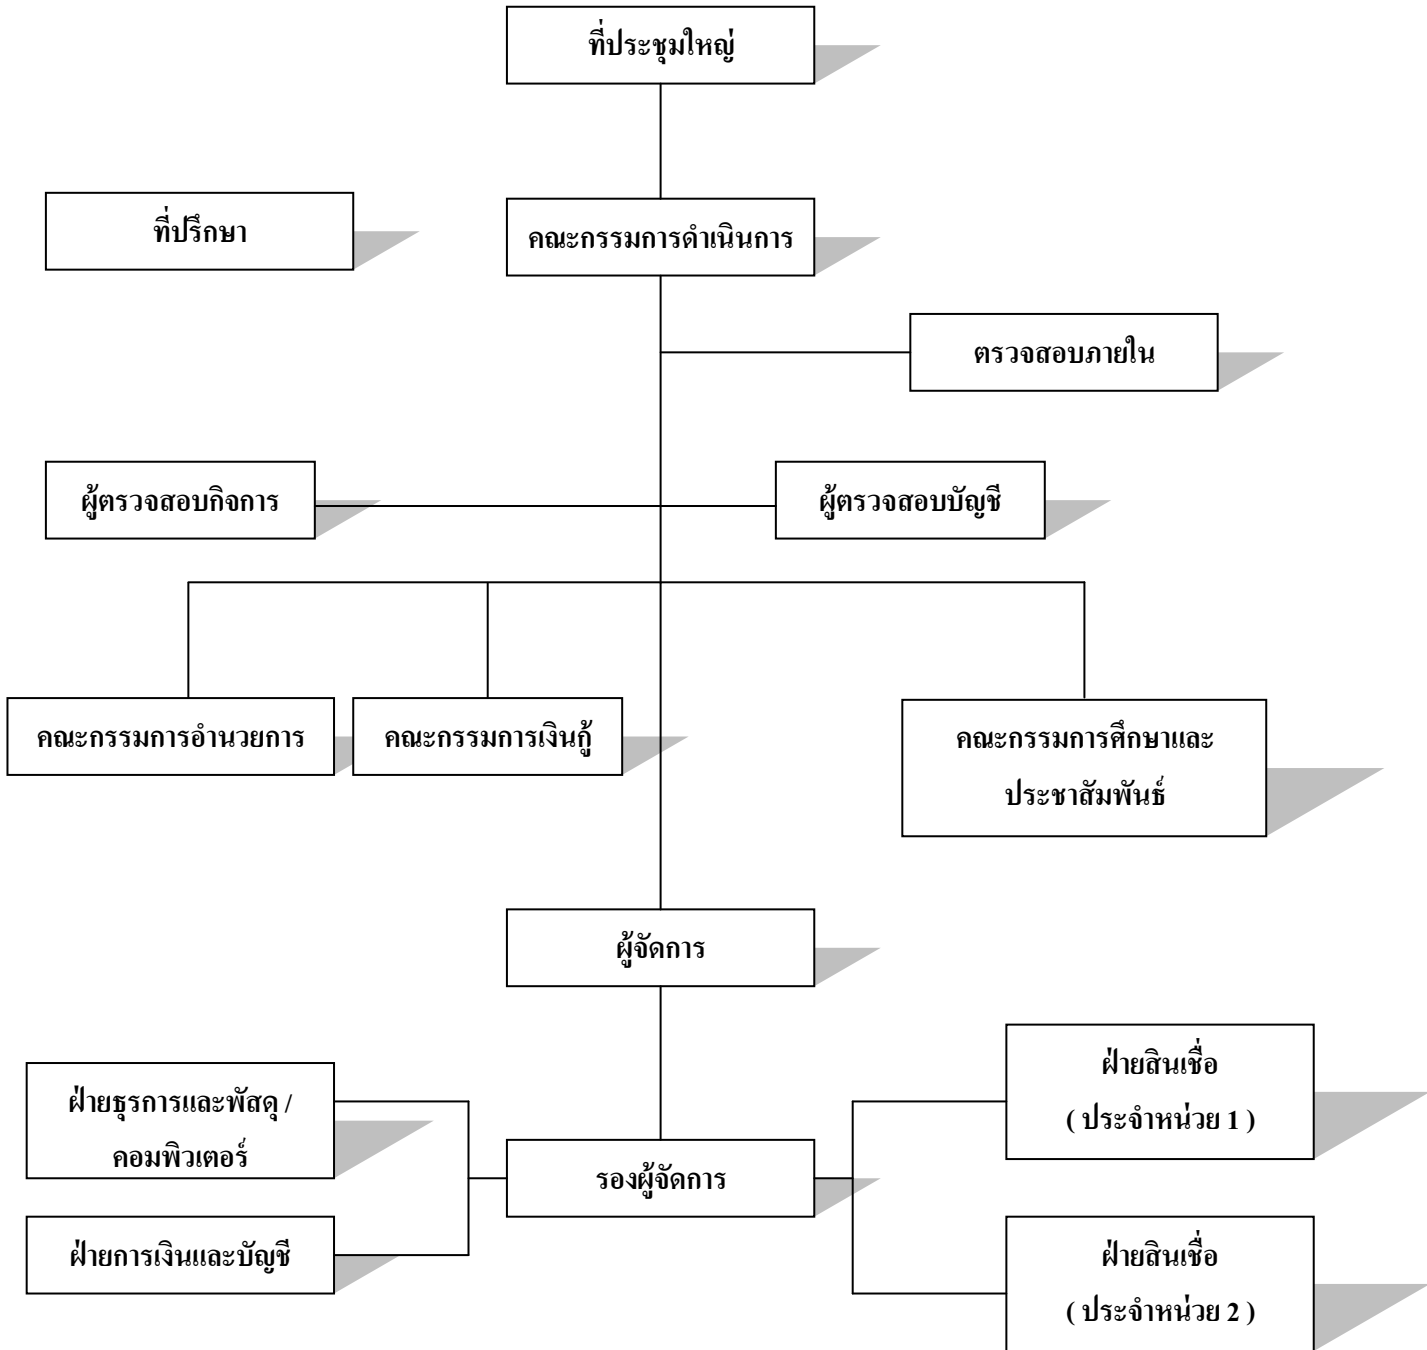 ที่ประชุมใหญ่
ที่ปรึกษา
คณะกรรมการดำเนินการ
ตรวจสอบภายใน
ผู้ตรวจสอบกิจการ
ผู้ตรวจสอบบัญชี
คณะกรรมการอำนวยการ
คณะกรรมการเงินกู้
คณะกรรมการศึกษาและ
ประชาสัมพันธ์
ผู้จัดการ
ฝ่ายธุรการและพัสดุ /
คอมพิวเตอร์
ฝ่ายสินเชื่อ
( ประจำหน่วย 1 )
รองผู้จัดการ
ฝ่ายการเงินและบัญชี
ฝ่ายสินเชื่อ
( ประจำหน่วย 2 )